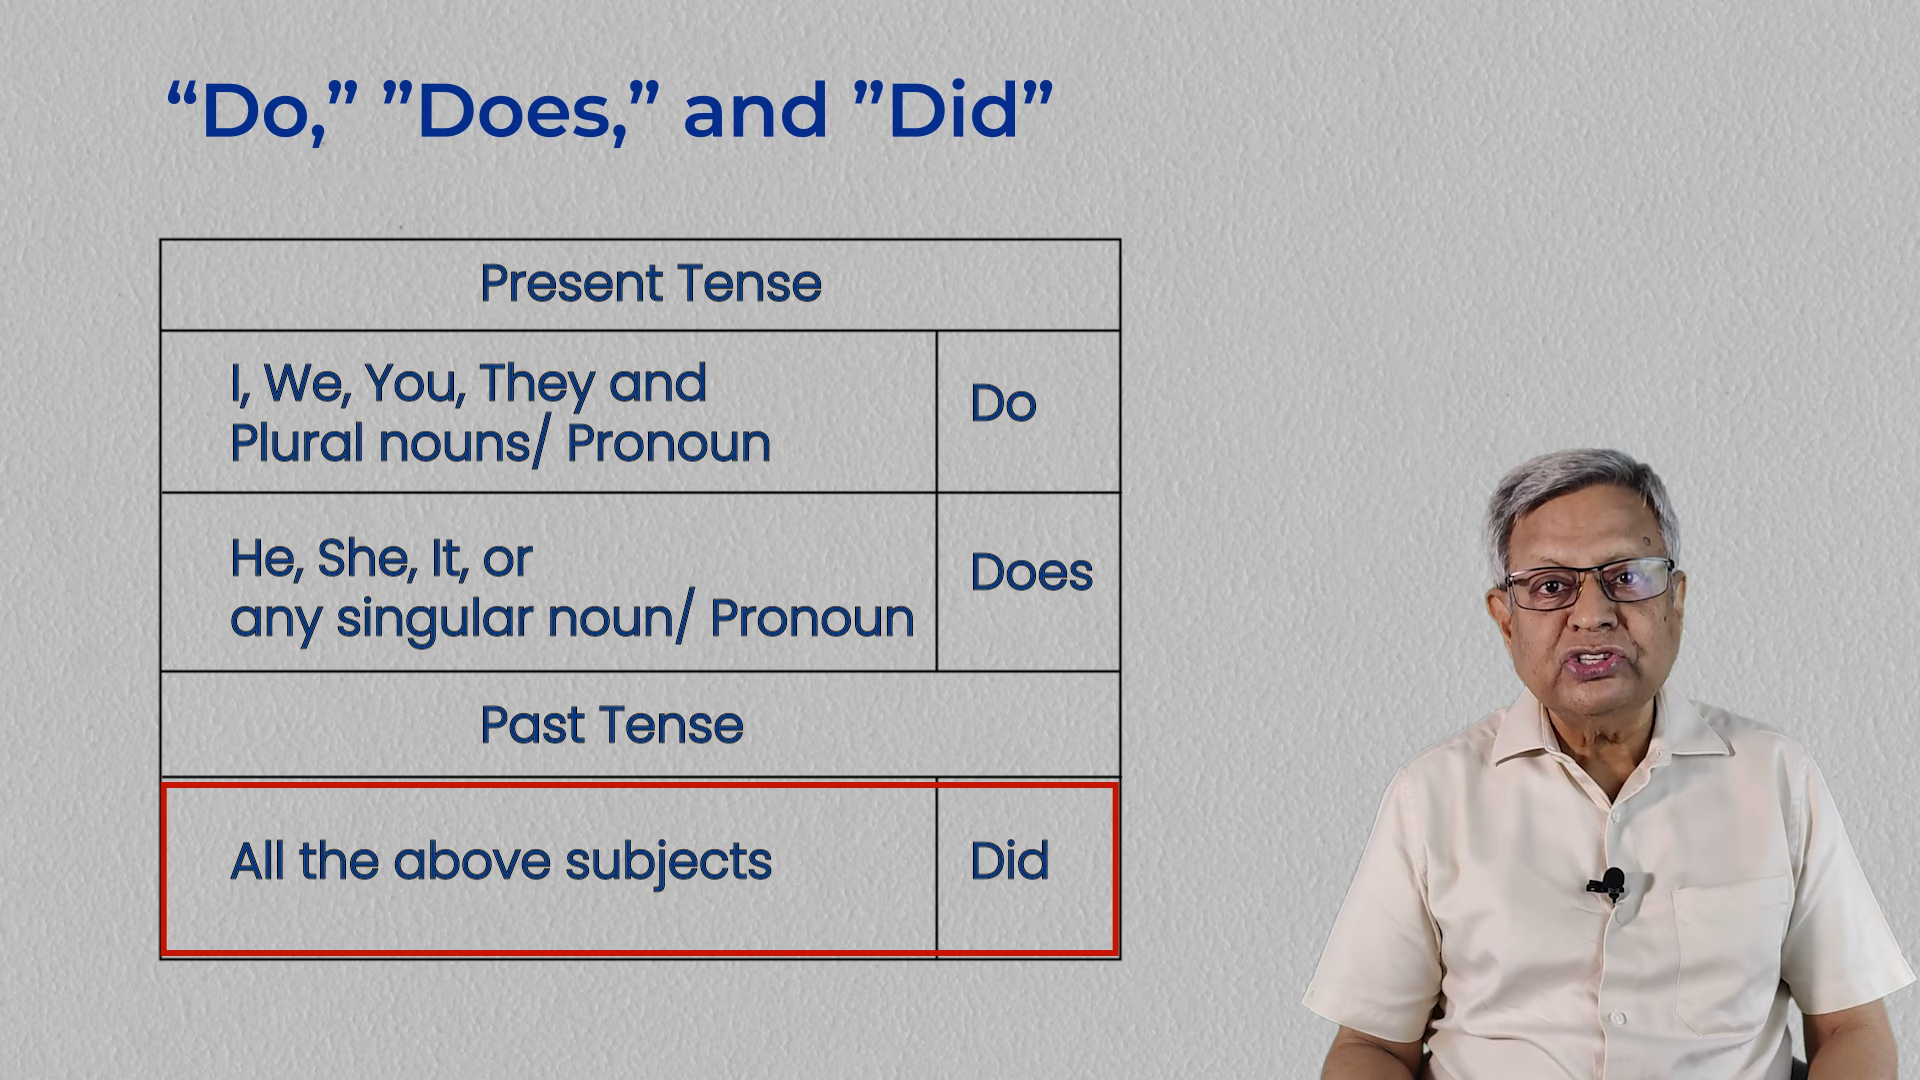 “Do,” ”Does,” and ”Did”
Present Tense
I, We, You, They and
Plural nouns/ Pronoun
Do
He, She, It, or
any singular noun/ Pronoun
Does
Past Tense
All the above subjects
Did